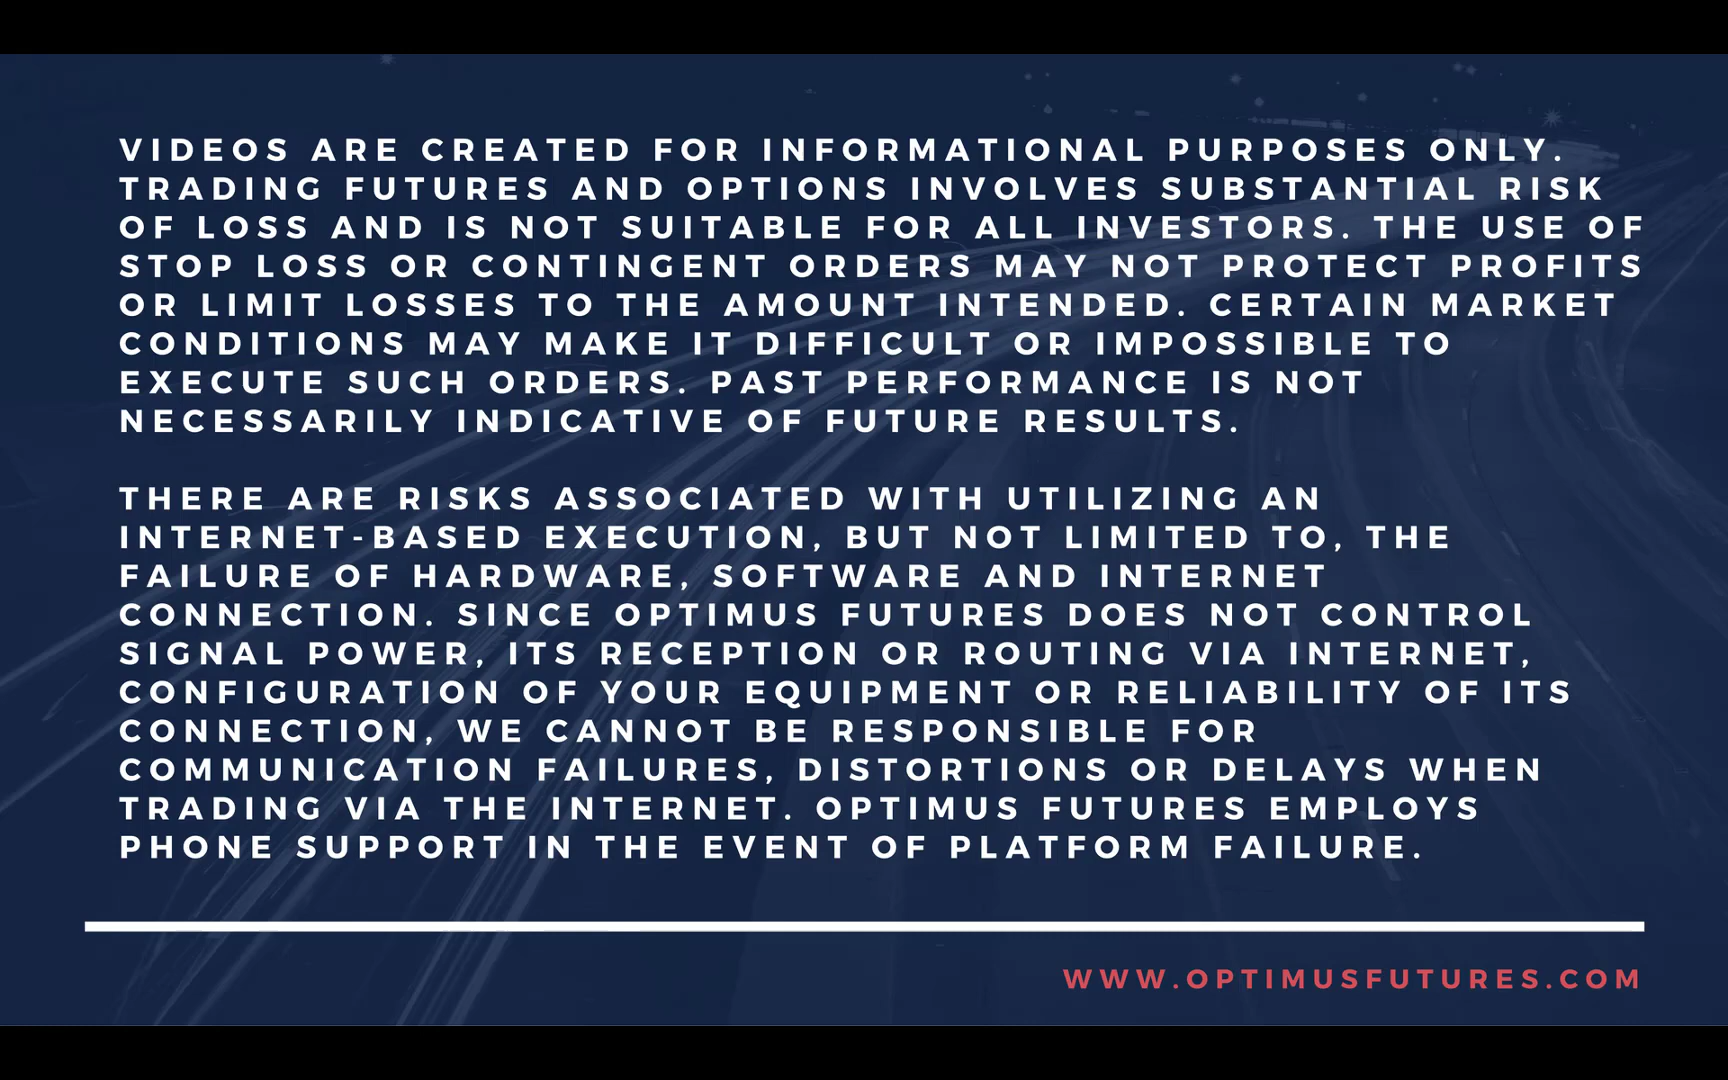 VIDEOS ARE CREATED FOR INFORMATIONAL PURPOSES ONLY.
TRADING FUTURES AND OPTIONS INVOLVES SUBSTANTIAL RISK
OF LOSS AND IS NOT SUITABLE FOR ALL INVESTORS. THE USE OF
STOP LOSS OR CONTINGENT ORDERS MAY NOT PROTECT PROFITS
OR LIMIT LOSSES TO THE AMOUNT INTENDED. CERTAIN MARKET
CONDITIONS MAY MAKE IT DIFFICULT OR IMPOSSIBLE TO
EXECUTE SUCH ORDERS. PAST PERFORMANCE IS NOT
NECESSARILY INDICATIVE OF FUTURE RESULTS.
THERE ARE RISKS ASSOCIATED WITH UTILIZING AN
INTERNET-BASED EXECUTION, BUT NOT LIMITED TO, THE
FAILURE OF HARDWARE, SOFTWARE AND INTERNET
CONNECTION. SINCE OPTIMUS FUTURES DOES NOT CONTROL
SIGNAL POWER, ITS RECEPTION OR ROUTING VIA INTERNET,
CONFIGURATION OF YOUR EQUIPMENT OR RELIABILITY OF ITS
CONNECTION, WE CANNOT BE RESPONSIBLE FOR
COMMUNICATION FAILURES, DISTORTIONS OR DELAYS WHEN
TRADING VIA THE INTERNET. OPTIMUS FUTURES EMPLOYS
PHONE SUPPORT IN THE EVENT OF PLATFORM FAILURE.
WWW.OPTIMUSFUTURES.COM